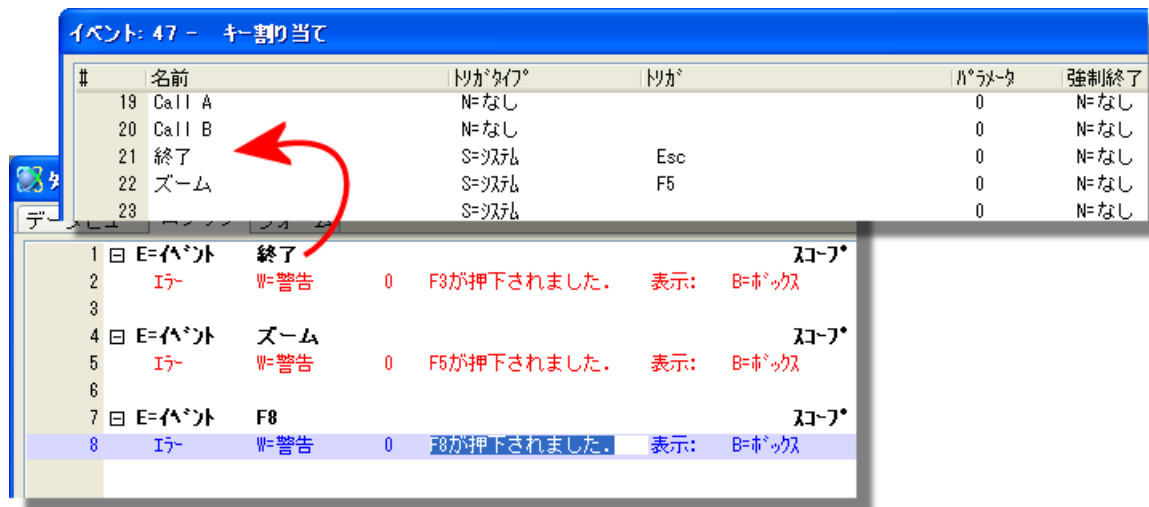 イベント: 47 - キー割り当て
# 名前 トリガタイプ トリガ パラメータ 強制終了
19 Call A N=なし 0 N=なし
20 Call B N=なし 0 N=なし
21 終了 S=システム Esc 0 N=なし
22 ズーム S=システム F5 0 N=なし
23 S=システム 0 N=なし
1 E=イベント 終了 スコープ
2 エラー W=警告 0 F3が押下されました. 表示: B=ボックス
3
4 E=イベント ズーム スコープ
5 エラー W=警告 0 F5が押下されました. 表示: B=ボックス
6
7 E=イベント F8 スコープ
8 エラー W=警告 0 F8が押下されました. 表示: B=ボックス